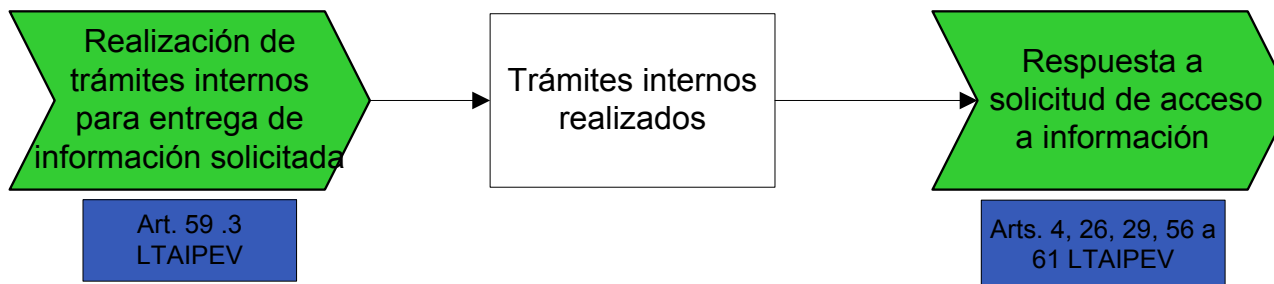 Realización de
trámites internos
para entrega de
información solicitada
Art. 59 .3
LTAIPEV
Trámites internos
realizados
Respuesta a
solicitud de acceso
a información
Arts. 4, 26, 29, 56 a
61 LTAIPEV